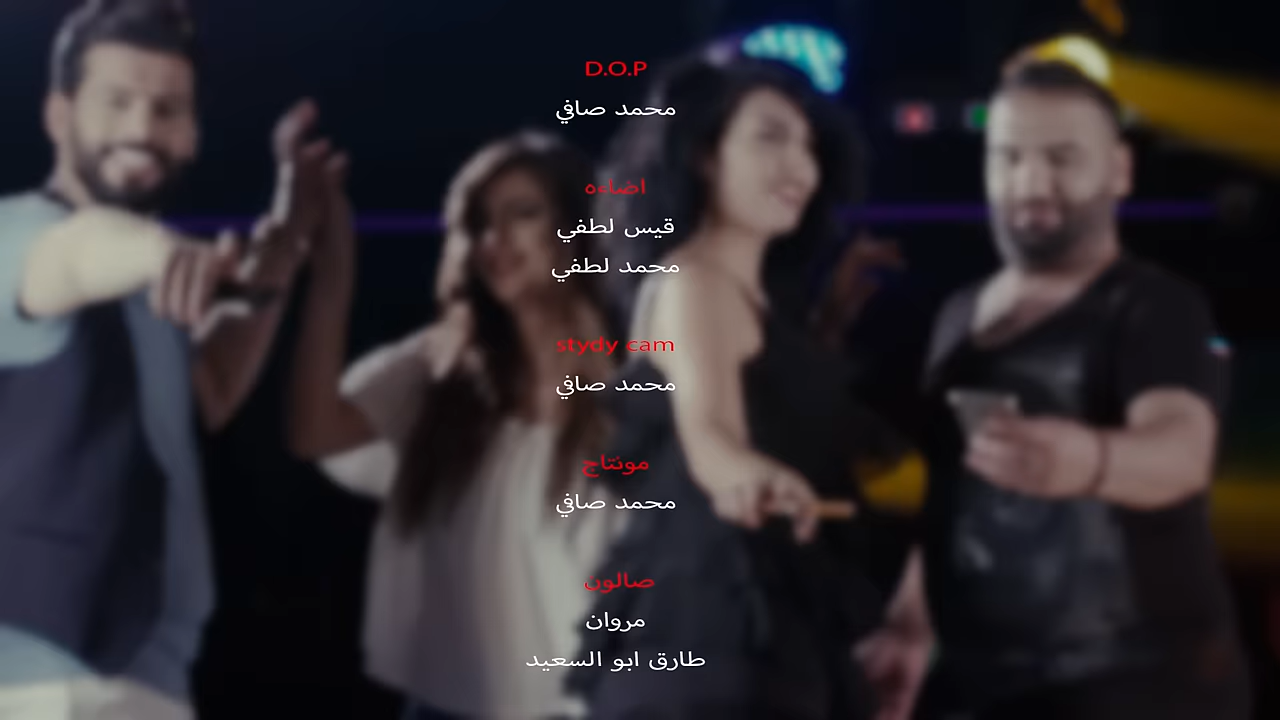 D.O.P
محمد صافي
اضاءه
قيس لطفي
محمد لطفي
stydy cam
محمد صافي
مونتاج
محمد صافي
صالون
مروان
طارق ابو السعيد